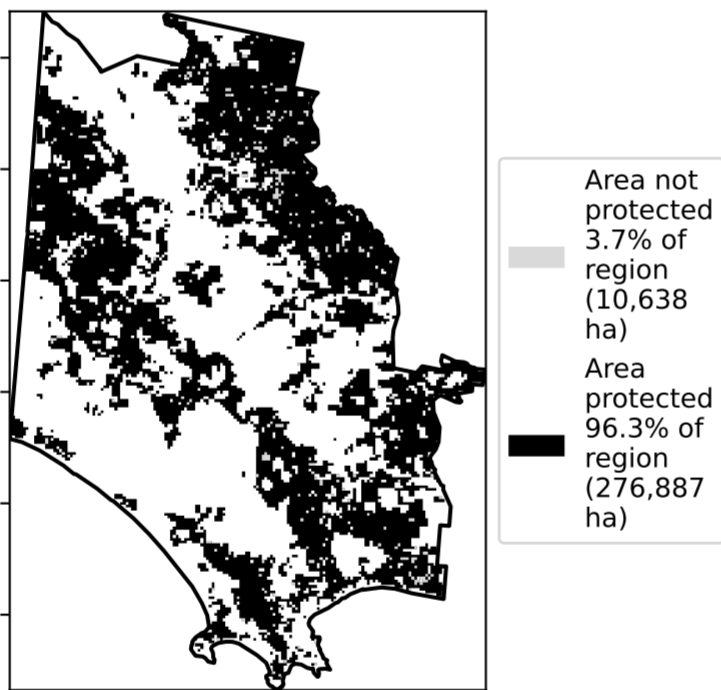 Area not
protected
3.7% of
region
(10,638
ha)
Area
protected
96.3% of
region
(276,887
ha)